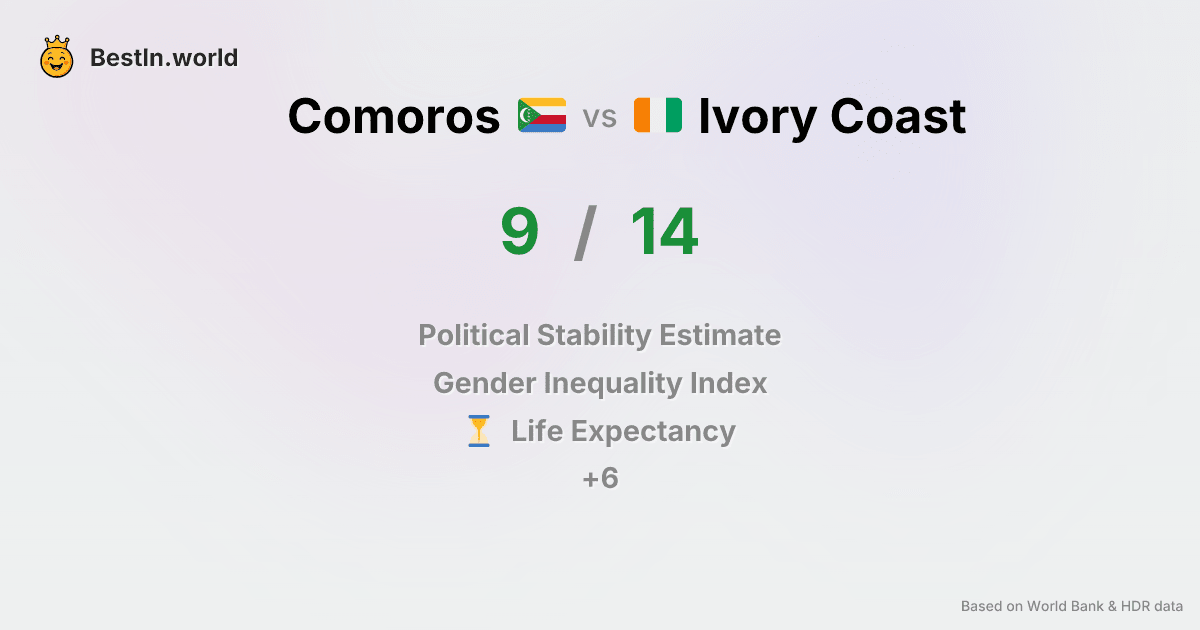 BestIn.world
Comoros vs Ivory Coast
9 / 14
Political Stability Estimate
Gender Inequality Index
Life Expectancy
+6
Based on World Bank & HDR data